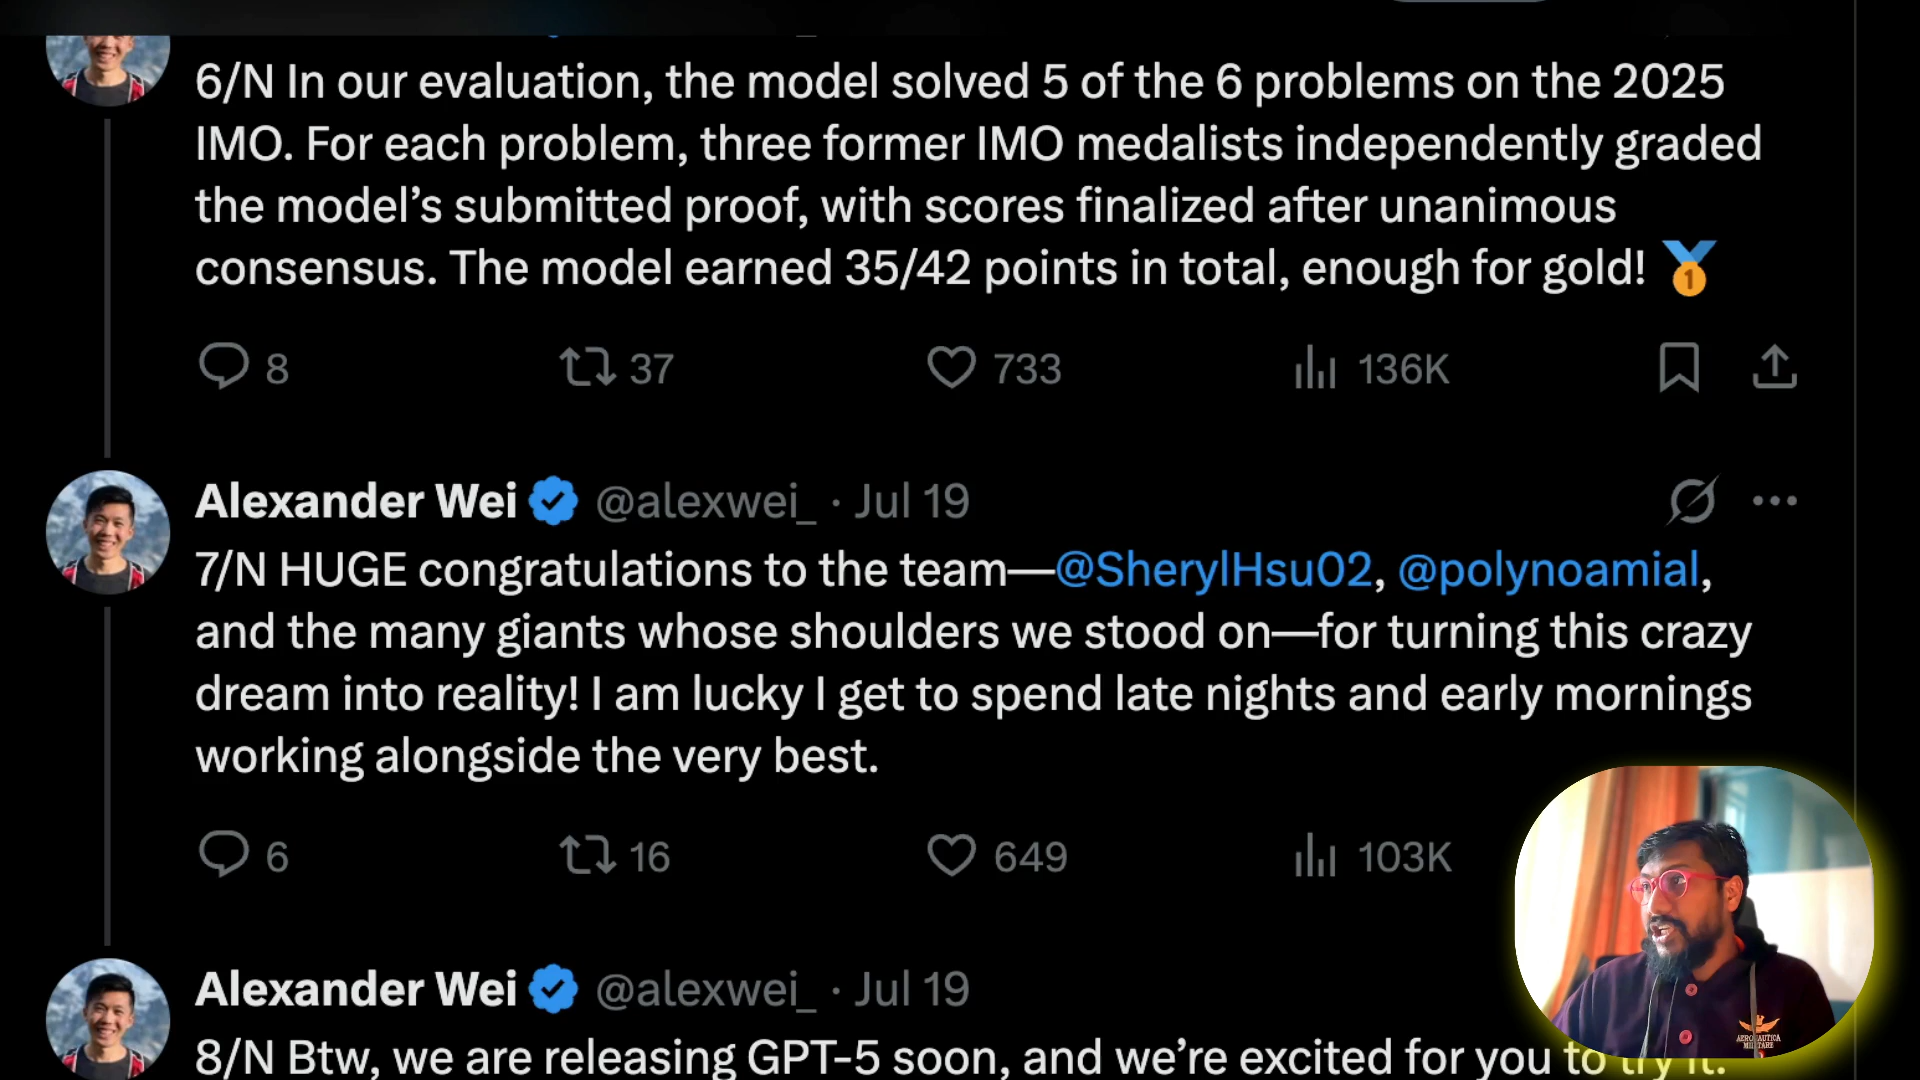 6/N In our evaluation, the model solved 5 of the 6 problems on the 2025
IMO. For each problem, three former IMO medalists independently graded
the model’s submitted proof, with scores finalized after unanimous
consensus. The model earned 35/42 points in total, enough for gold! 🥇
8 37 733 136K
Alexander Wei @alexwei_ · Jul 19
7/N HUGE congratulations to the team—@SherylHsu02, @polynoamial,
and the many giants whose shoulders we stood on—for turning this crazy
dream into reality! I am lucky I get to spend late nights and early mornings
working alongside the very best.
6 16 649 103K
Alexander Wei @alexwei_ · Jul 19
8/N Btw, we are releasing GPT-5 soon, and we’re excited for you to try it.
AERONAUTICA
MILITARE